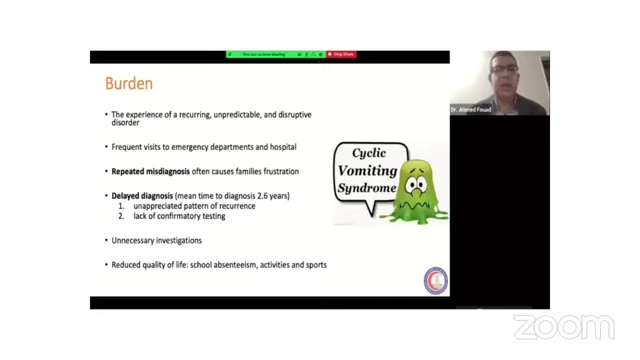 You are screen sharing
Stop Share
Burden
• The experience of a recurring, unpredictable, and disruptive
disorder
• Frequent visits to emergency departments and hospital
• Repeated misdiagnosis often causes families frustration
• Delayed diagnosis (mean time to diagnosis 2.6 years)
1. unappreciated pattern of recurrence
2. lack of confirmatory testing
• Unnecessary investigations
• Reduced quality of life: school absenteeism, activities and sports
Cyclic
Vomiting
Syndrome
Dr. Ahmed Fouad
zoom